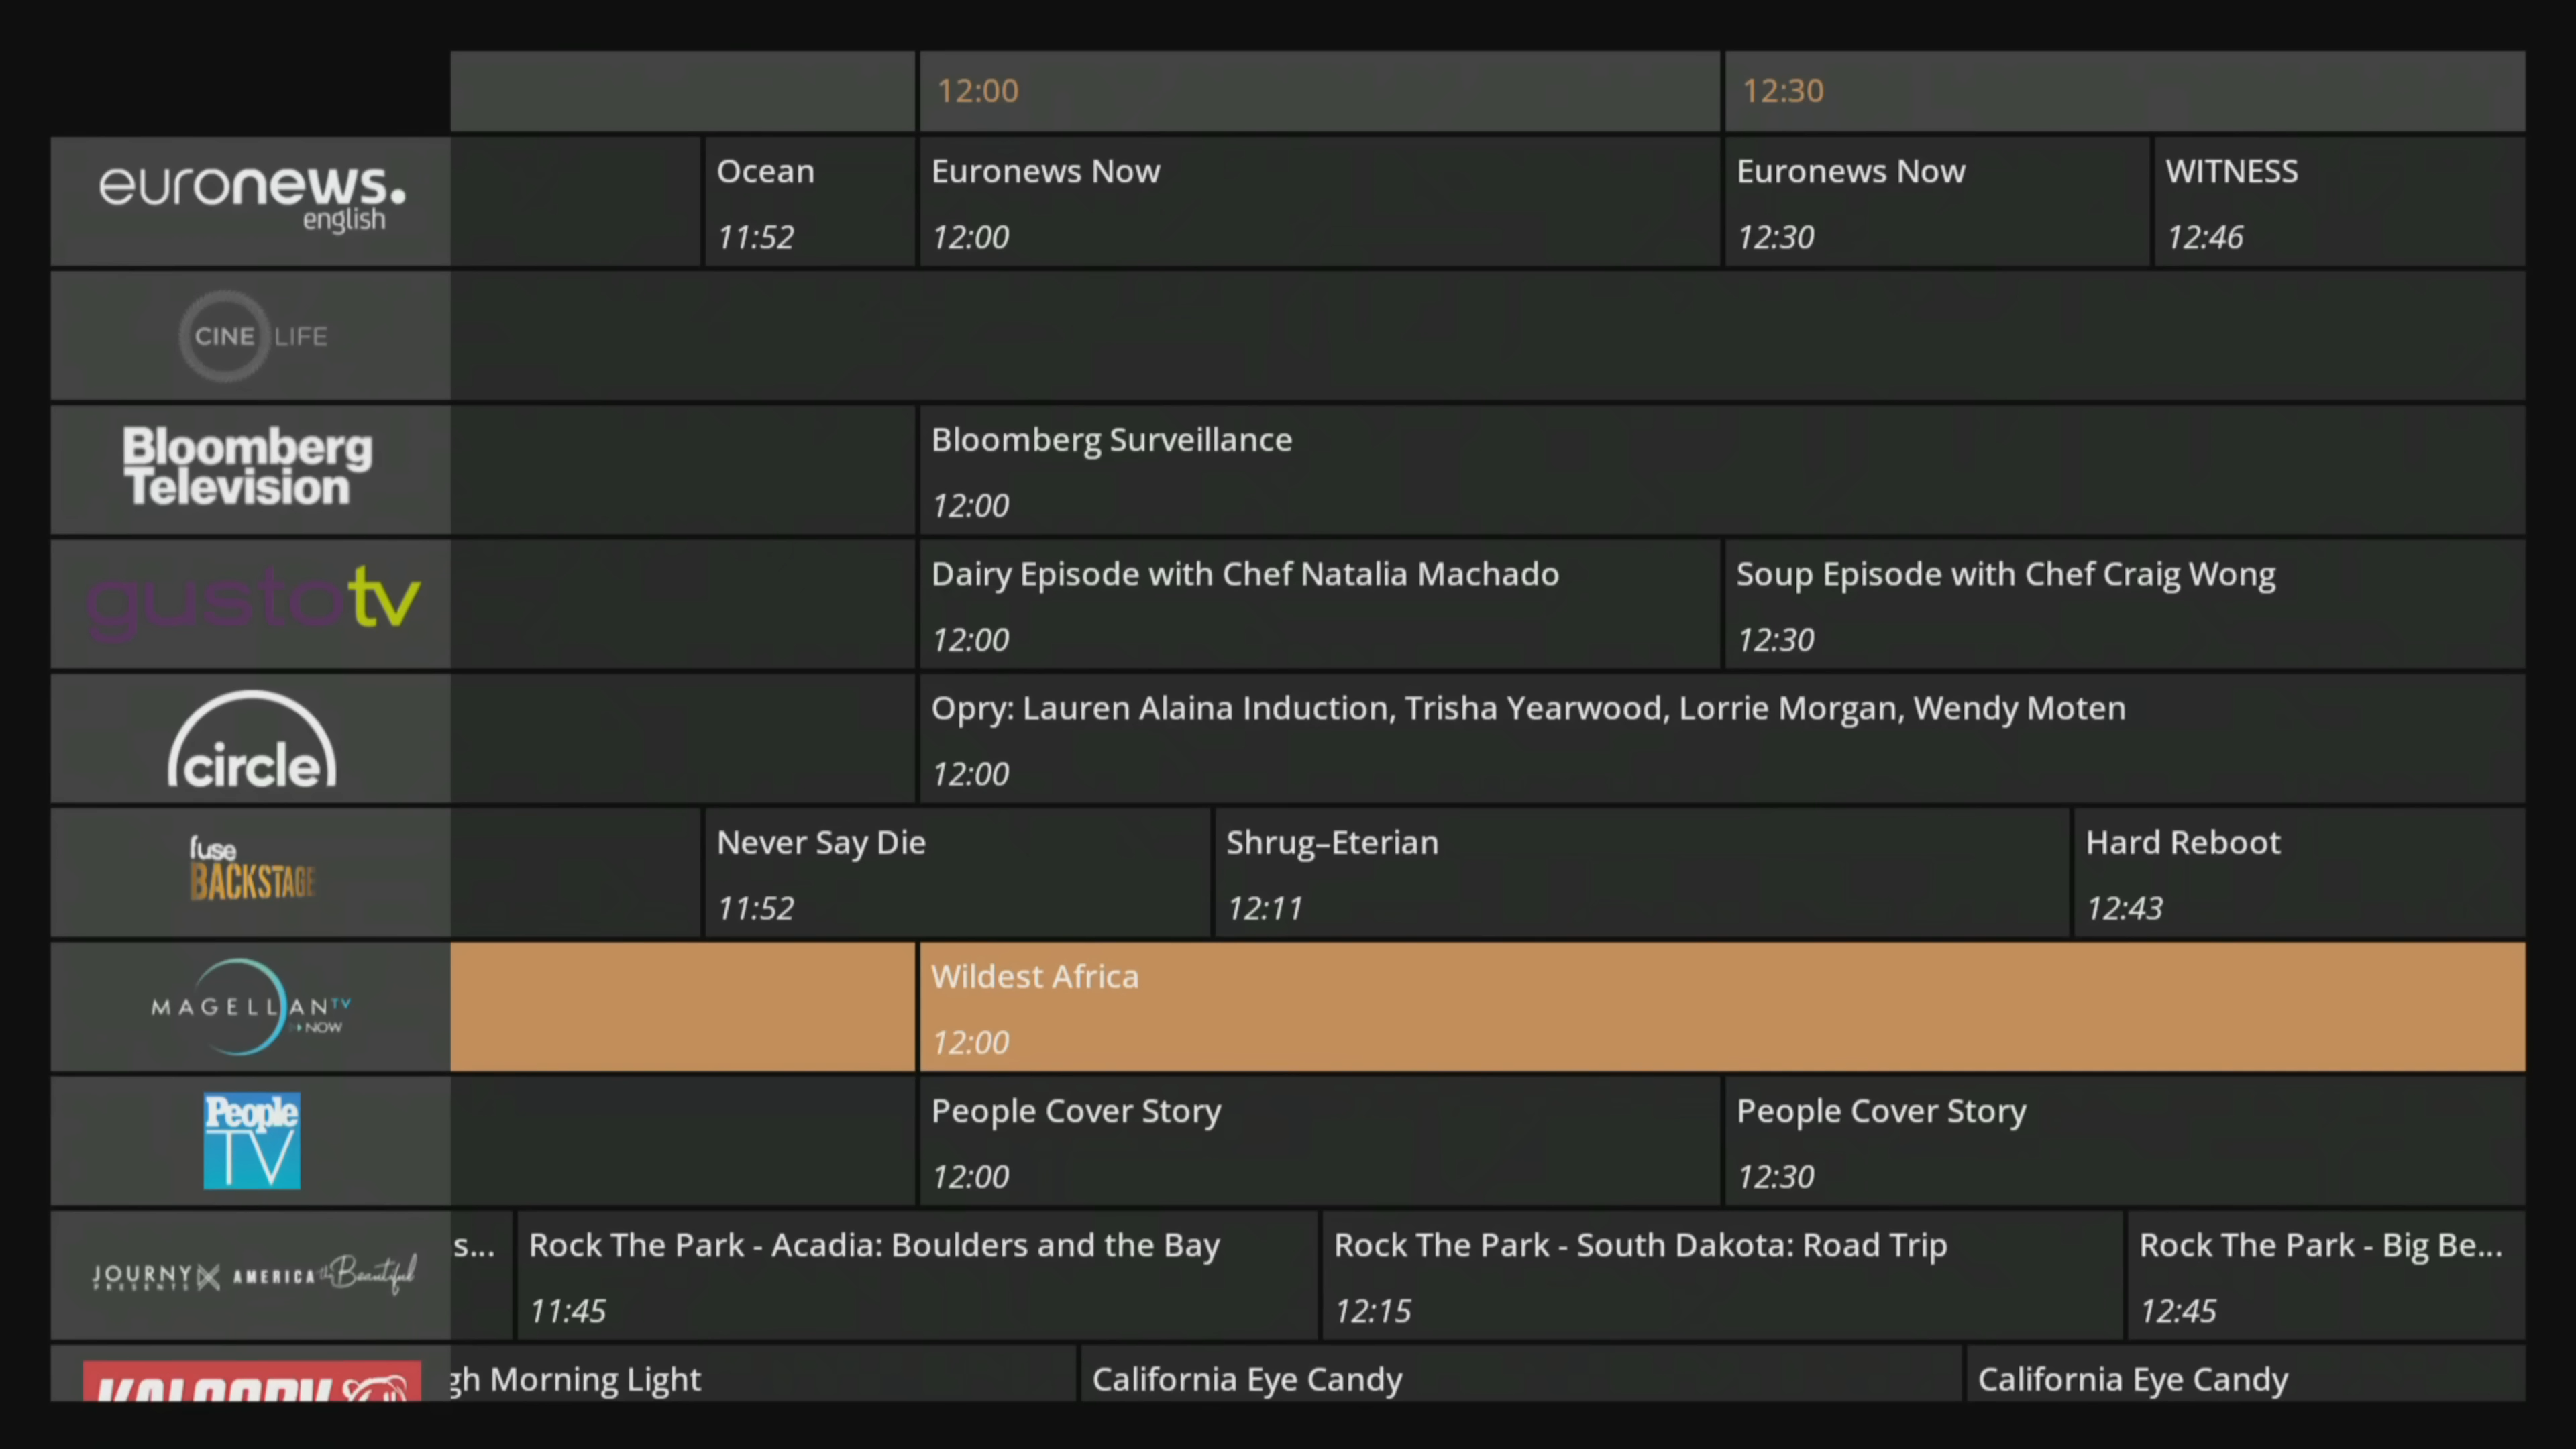 12:00 12:30
euronews. english
Ocean 11:52
Euronews Now 12:00
Euronews Now 12:30
WITNESS 12:46
CINE LIFE
Bloomberg Television
Bloomberg Surveillance 12:00
gustotv
Dairy Episode with Chef Natalia Machado 12:00
Soup Episode with Chef Craig Wong 12:30
circle
Opry: Lauren Alaina Induction, Trisha Yearwood, Lorrie Morgan, Wendy Moten 12:00
fuse BACKSTAGE
Never Say Die 11:52
Shrug–Eterian 12:11
Hard Reboot 12:43
MAGELLANTV NOW
Wildest Africa 12:00
People TV
People Cover Story 12:00
People Cover Story 12:30
JOURNY PRESENTS AMERICA the Beautiful
s...
Rock The Park - Acadia: Boulders and the Bay 11:45
Rock The Park - South Dakota: Road Trip 12:15
Rock The Park - Big Be... 12:45
gh Morning Light
California Eye Candy
California Eye Candy